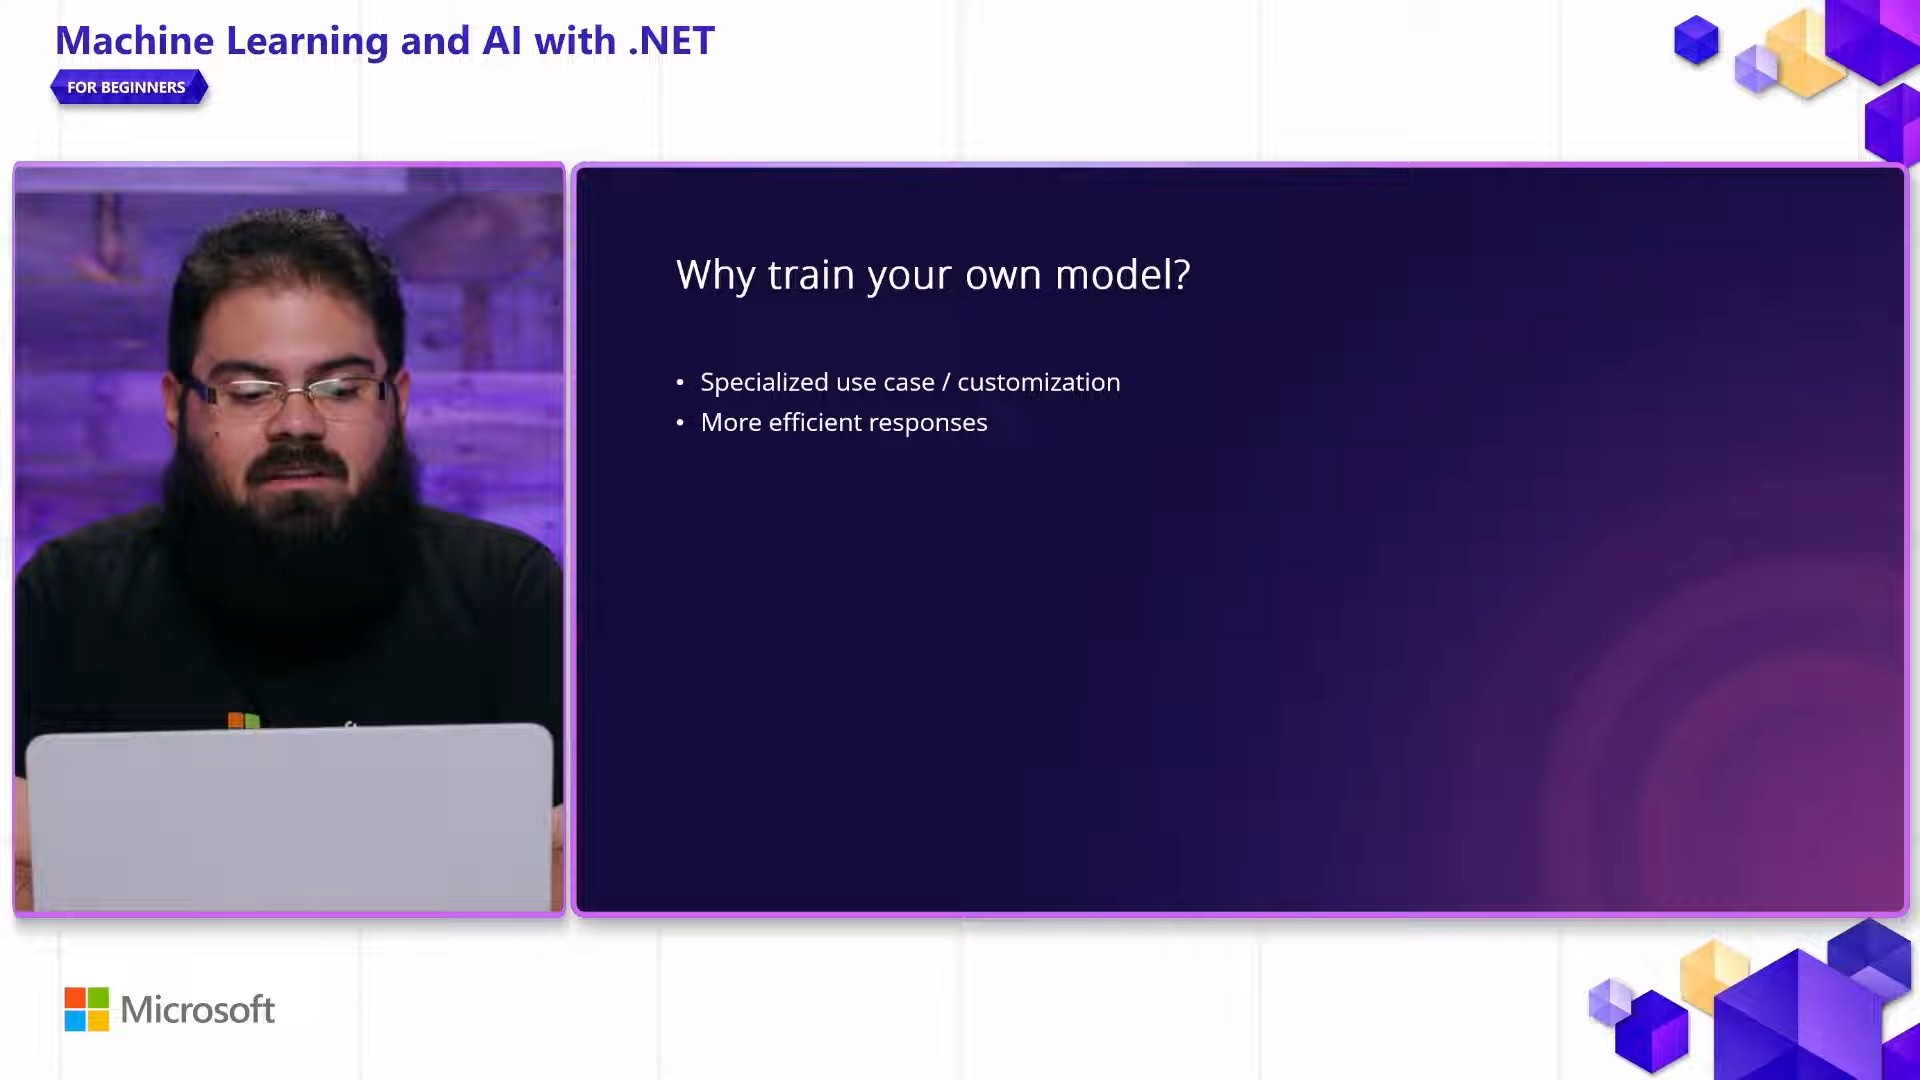 Machine Learning and AI with .NET
FOR BEGINNERS
Why train your own model?
• Specialized use case / customization
• More efficient responses
Microsoft